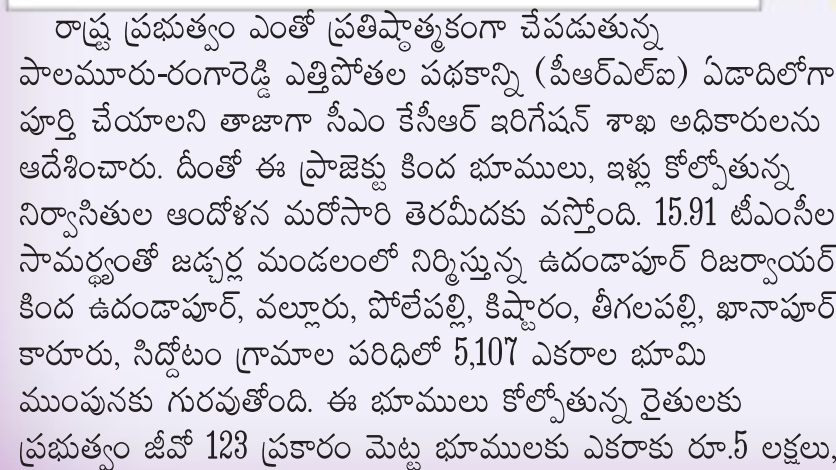 రాష్ట్ర ప్రభుత్వం ఎంతో ప్రతిష్ఠాత్మకంగా చేపడుతున్న
పాలమూరు-రంగారెడ్డి ఎత్తిపోతల పథకాన్ని (పీఆర్ఎల్ఐ) ఏడాదిలోగా
పూర్తి చేయాలని తాజాగా సీఎం కేసీఆర్ ఇరిగేషన్ శాఖ అధికారులను
ఆదేశించారు. దీంతో ఈ ప్రాజెక్టు కింద భూములు, ఇళ్లు కోల్పోతున్న
నిర్వాసితుల ఆందోళన మరోసారి తెరమీదకు వస్తోంది. 15.91 టీఎంసీల
సామర్థ్యంతో జడ్చర్ల మండలంలో నిర్మిస్తున్న ఉదండాపూర్ రిజర్వాయర్
కింద ఉదండాపూర్, వల్లూరు, పోలేపల్లి, కిష్టారం, తీగలపల్లి, ఖానాపూర్
కారూరు, సిద్దోటం గ్రామాల పరిధిలో 5,107 ఎకరాల భూమి
ముంపునకు గురవుతోంది. ఈ భూములు కోల్పోతున్న రైతులకు
ప్రభుత్వం జీవో 123 ప్రకారం మెట్ట భూములకు ఎకరాకు రూ.5 లక్షలు,